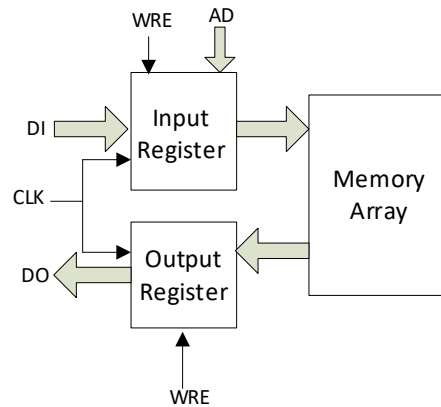 WRE
AD
DI
Input
Register
Memory
Array
CLK
DO
Output
Register
WRE